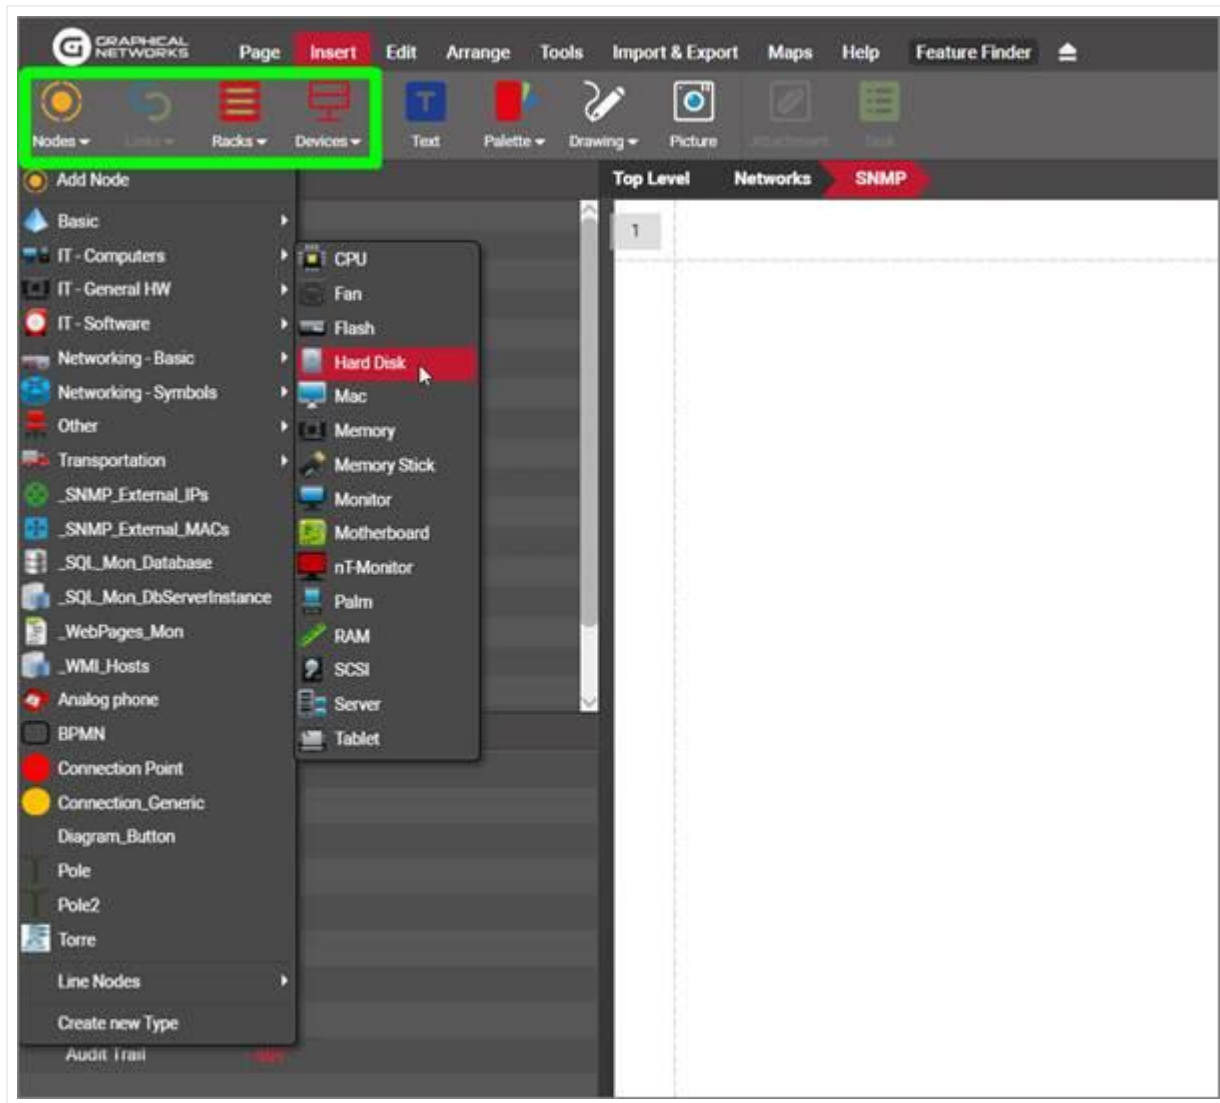 GRAPHICAL NETWORKS
Page Insert Edit Arrange Tools Import & Export Maps Help Feature Finder
Nodes Links Racks Devices Text Palette Drawing Picture Attachment Task
Top Level Networks SNMP
1
Add Node
Basic
IT - Computers
IT - General HW
IT - Software
Networking - Basic
Networking - Symbols
Other
Transportation
_SNMP_External_IPs
_SNMP_External_MACs
_SQL_Mon_Database
_SQL_Mon_DbServerInstance
_WebPages_Mon
_WMI_Hosts
Analog phone
BPMN
Connection Point
Connection_Generic
Diagram_Button
Pole
Pole2
Torre
Line Nodes
Create new Type
Audit Trail
CPU
Fan
Flash
Hard Disk
Mac
Memory
Memory Stick
Monitor
Motherboard
nT-Monitor
Palm
RAM
SCSI
Server
Tablet